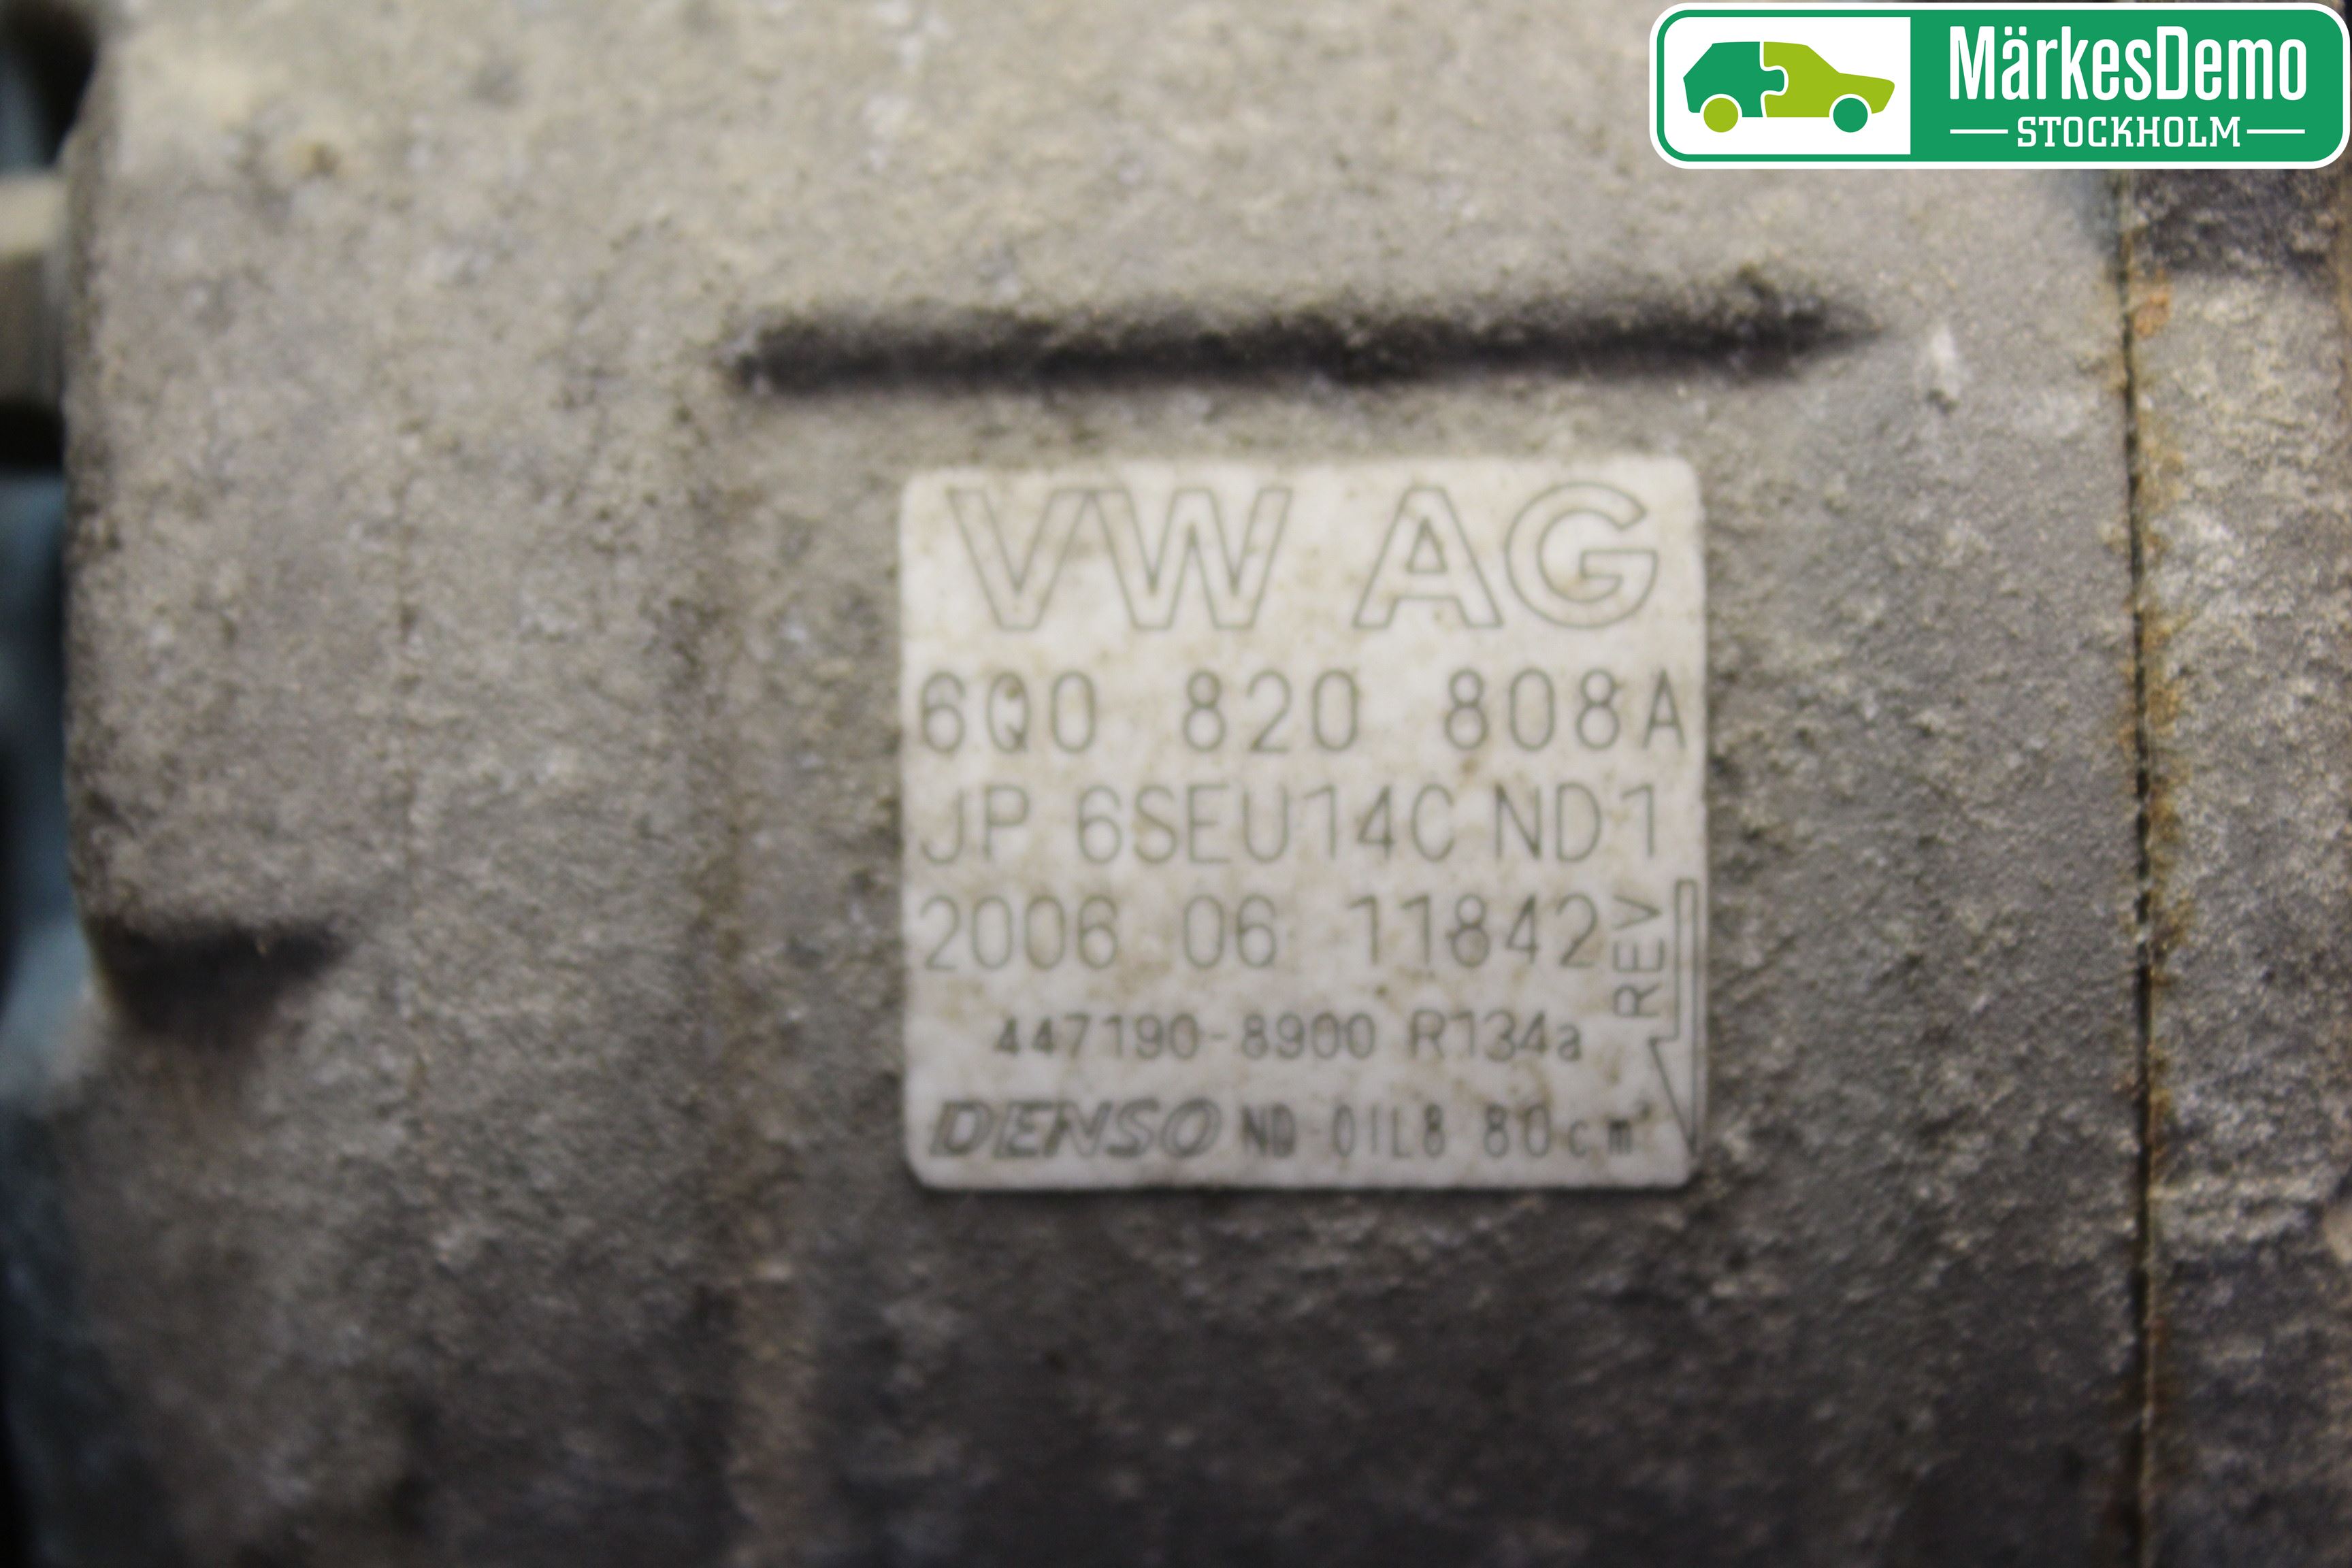 MärkesDemo
STOCKHOLM
VW AG
6Q0 820 808A
JP 6SEU14C ND1
2006 06 11842
REV
447190-8900 R134a
DENSO ND-OIL8 80cm³